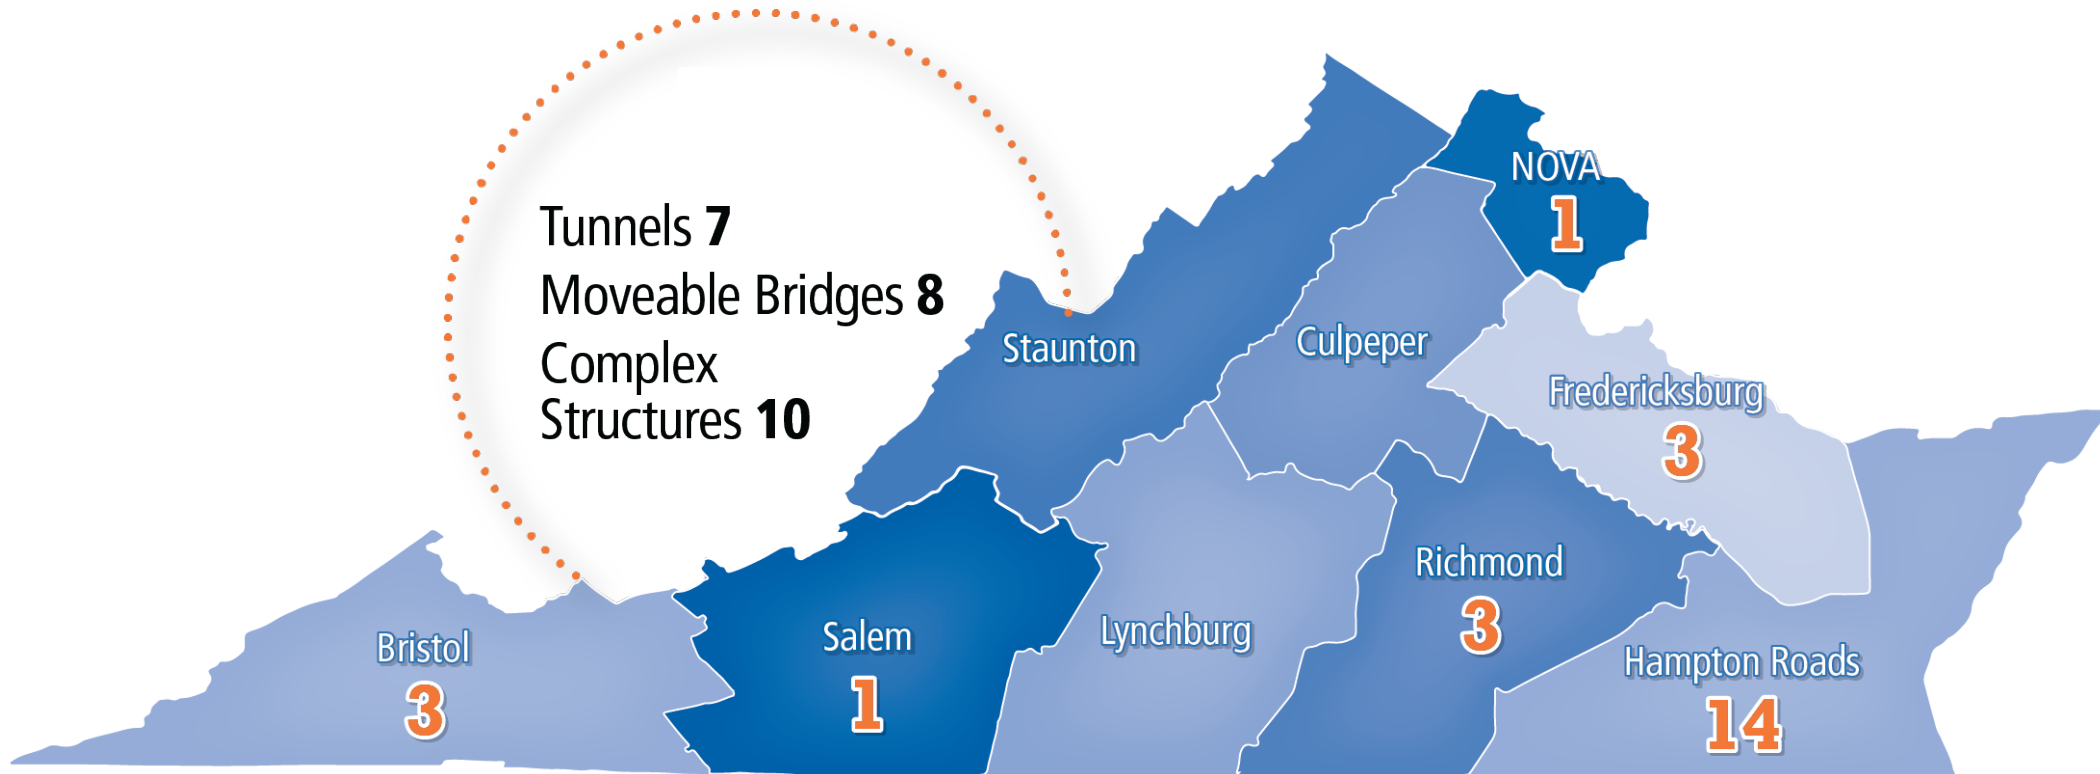 Tunnels 7
Moveable Bridges 8
Complex
Structures 10
NOVA
1
Staunton
Culpeper
Fredericksburg
3
Richmond
3
Bristol
3
Salem
1
Lynchburg
Hampton Roads
14